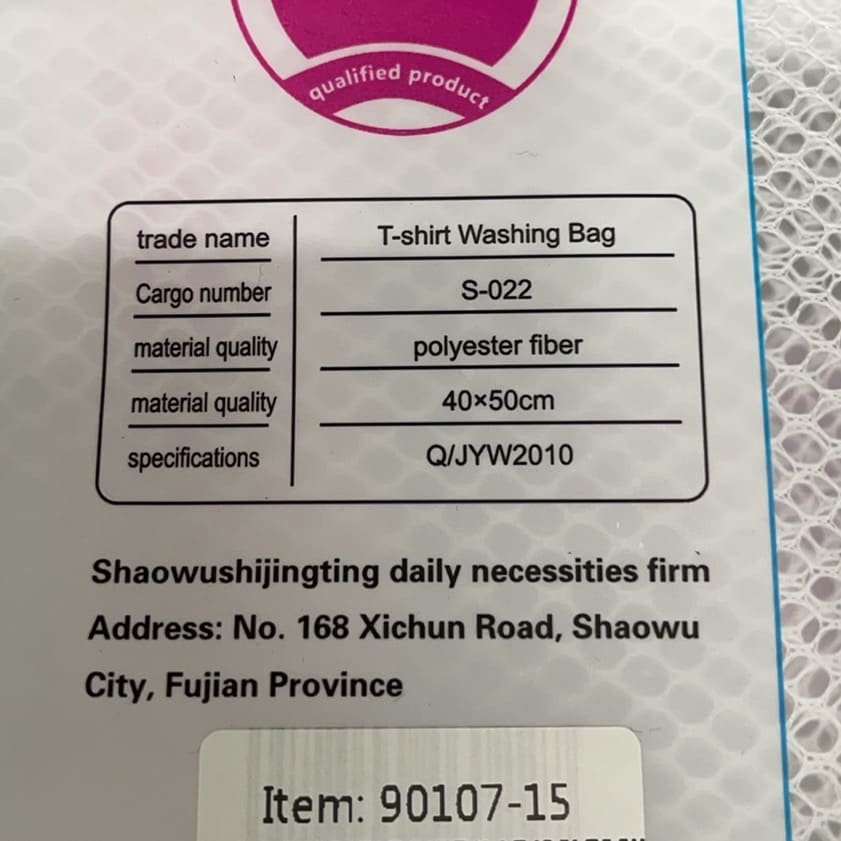 qualified product
trade name T-shirt Washing Bag
Cargo number S-022
material quality polyester fiber
material quality 40×50cm
specifications Q/JYW2010
Shaowushijingting daily necessities firm
Address: No. 168 Xichun Road, Shaowu
City, Fujian Province
Item: 90107-15